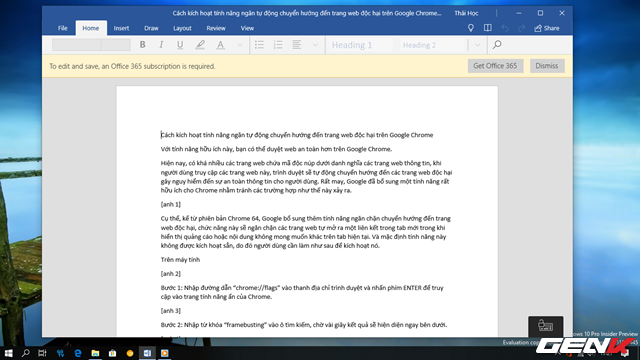 Cách kích hoạt tính năng ngăn tự động chuyển hướng đến trang web độc hại trên Google Chrome...
Thái Học
File Home Insert Draw Layout Review View
Share
B I U A
Heading 1 Heading 2
To edit and save, an Office 365 subscription is required.
Get Office 365 Dismiss
Cách kích hoạt tính năng ngăn tự động chuyển hướng đến trang web độc hại trên Google Chrome
Với tính năng hữu ích này, bạn có thể duyệt web an toàn hơn trên Google Chrome.
Hiện nay, có khá nhiều các trang web chứa mã độc núp dưới danh nghĩa các trang web thông tin, khi
người dùng truy cập các trang web này, trình duyệt sẽ tự động chuyển hướng đến các trang web độc hại
gây nguy hiểm đến sự an toàn thông tin cho người dùng. Rất may, Google đã bổ sung một tính năng rất
hữu ích cho Chrome nhằm tránh các trường hợp như thế này xảy ra.
[anh 1]
Cụ thể, kể từ phiên bản Chrome 64, Google bổ sung thêm tính năng ngăn chặn chuyển hướng đến trang
web độc hại, chức năng này sẽ ngăn chặn các trang web tự mở ra một liên kết trong tab mới trong khi
hiển thị quảng cáo hoặc nội dung không mong muốn khác trên tab hiện tại. Và mặc định tính năng này
không được kích hoạt sẵn, do đó người dùng cần làm như sau để kích hoạt nó.
Trên máy tính
[anh 2]
Bước 1: Nhập đường dẫn “chrome://flags” vào thanh địa chỉ trình duyệt và nhấn phím ENTER để truy
cập vào trang tính năng ẩn của Chrome.
[anh 3]
Bước 2: Nhập từ khóa “framebusting” vào ô tìm kiếm, chờ vài giây kết quả sẽ hiện diện ngay bên dưới.
Windows 10 Pro Insider Preview
Evaluation copy.
GENK